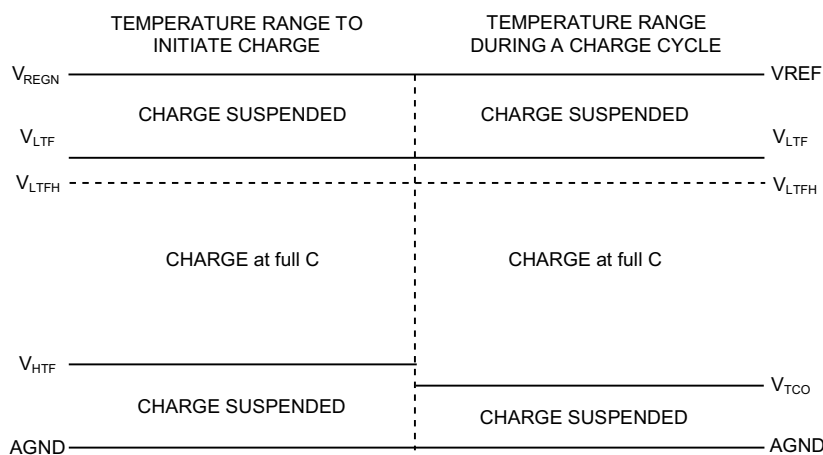 TEMPERATURE RANGE TO
INITIATE CHARGE
TEMPERATURE RANGE
DURING A CHARGE CYCLE
V_REGN
VREF
CHARGE SUSPENDED
CHARGE SUSPENDED
V_LTF
V_LTF
V_LTFH
V_LTFH
CHARGE at full C
CHARGE at full C
V_HTF
V_TCO
CHARGE SUSPENDED
CHARGE SUSPENDED
AGND
AGND